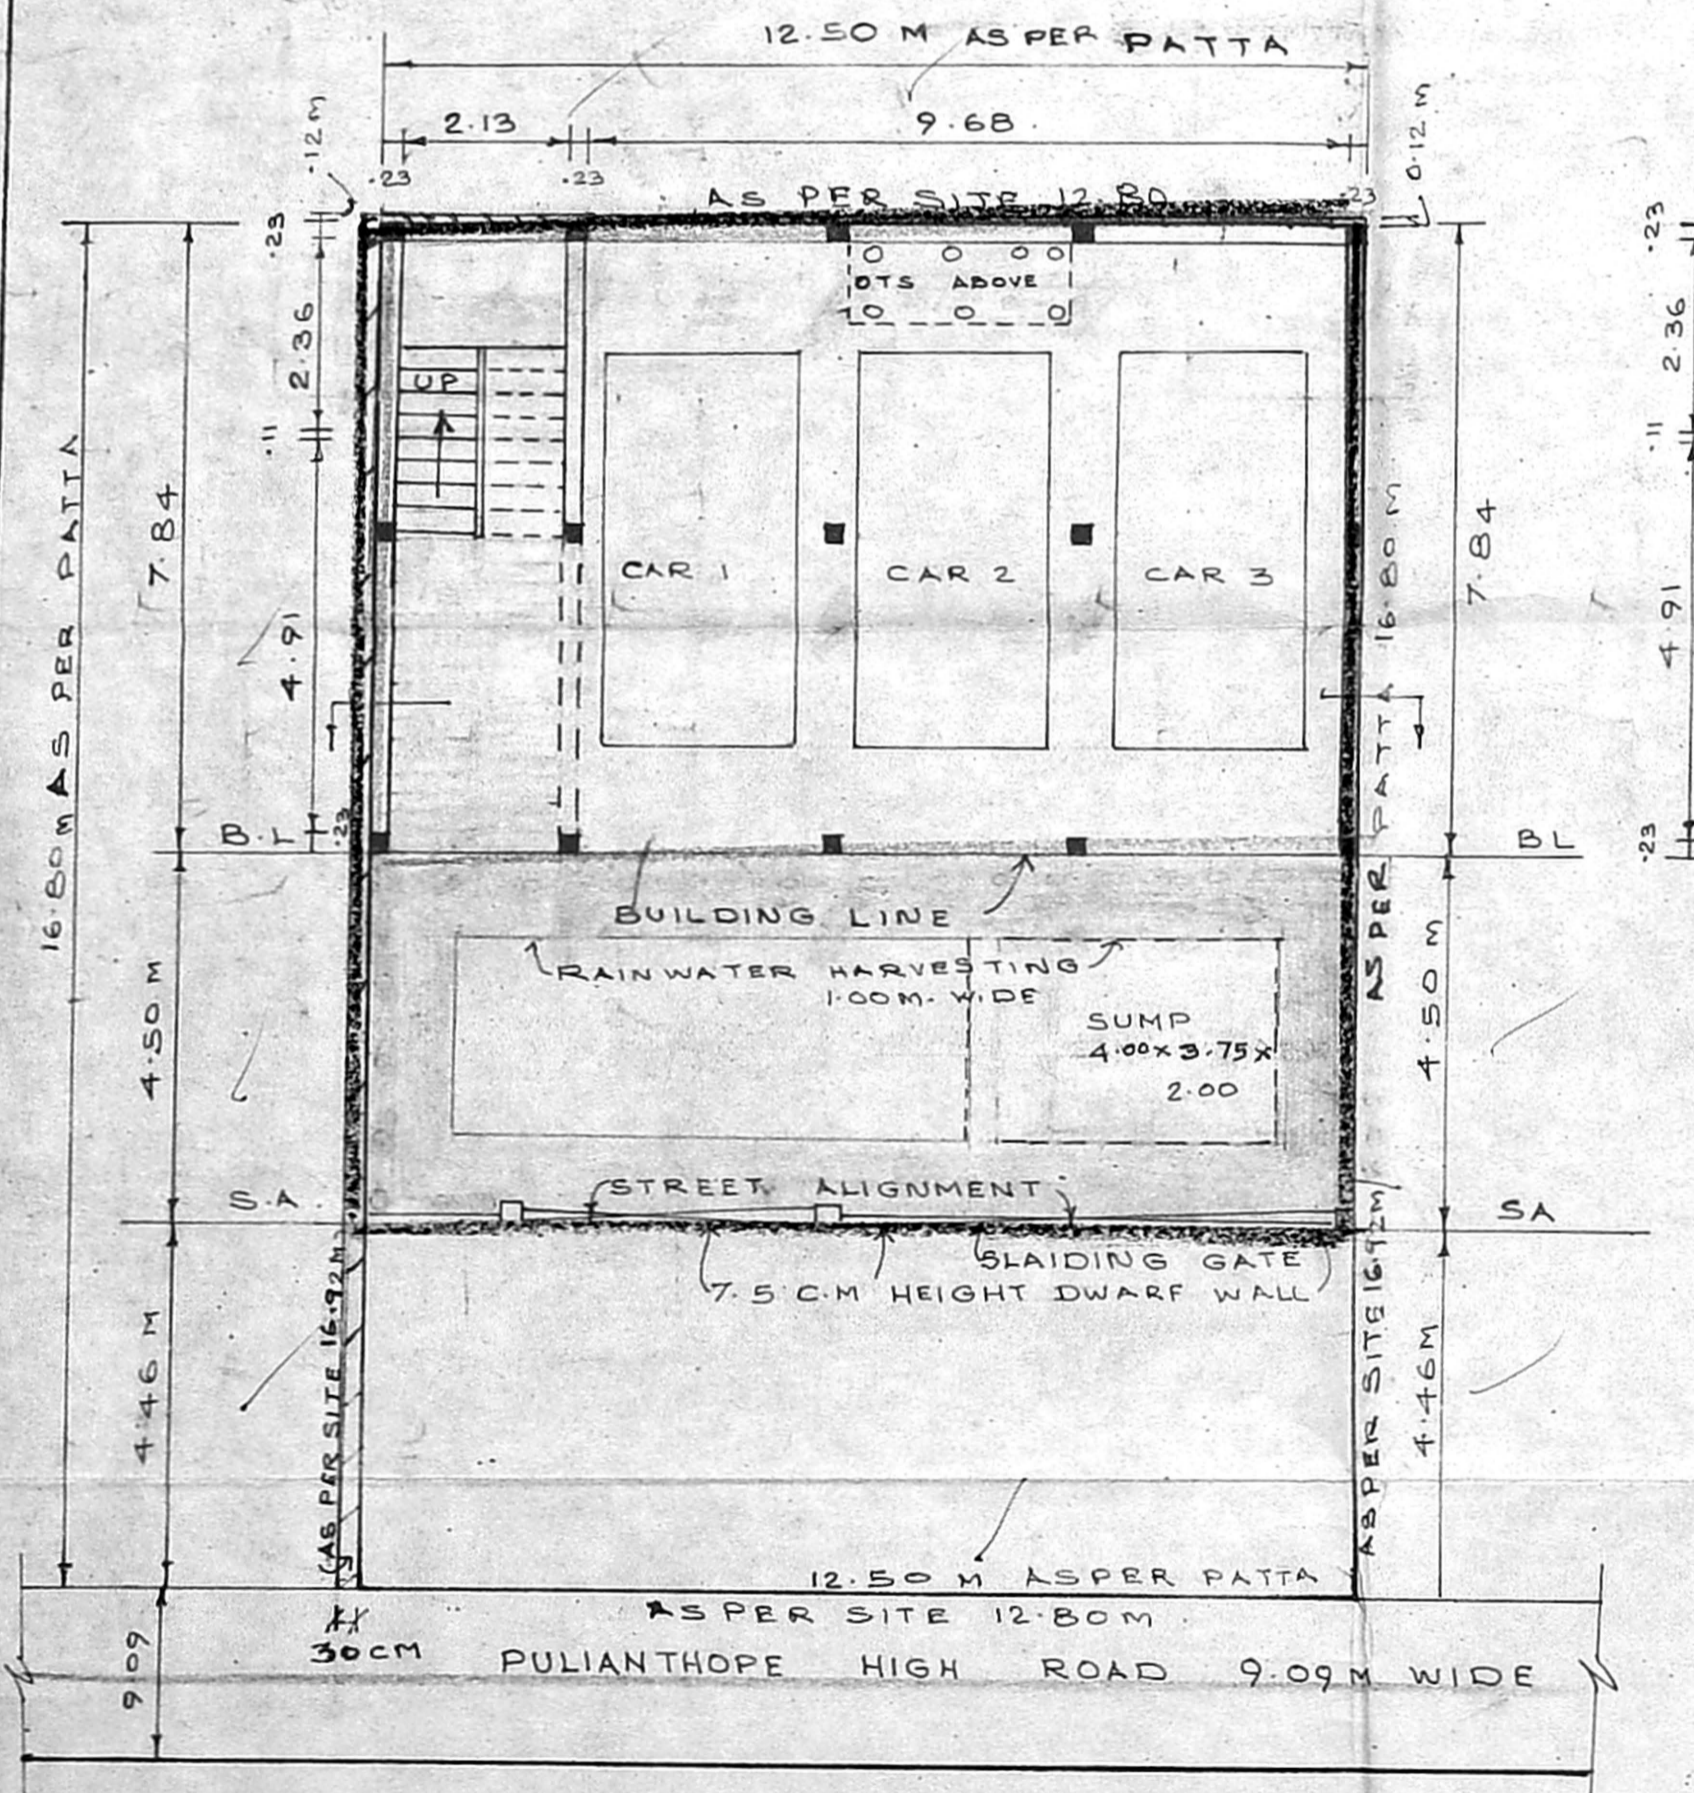 12.50 M AS PER PATTA
2.13
9.68
.12M
0.12 M
.23
.23
.23
AS PER SITE 12.80
.23
2.36
.11
4.91
.23
7.84
16.80M AS PER PATTA
OTS ABOVE
UP
CAR 1
CAR 2
CAR 3
AS PER PATTA 16.80 M
7.84
.23
2.36
.11
4.91
.23
B.L
BL
BUILDING LINE
RAINWATER HARVESTING
1.00M. WIDE
SUMP
4.00 x 3.75 x
2.00
4.50 M
4.50 M
S.A
STREET ALIGNMENT
SA
SLAIDING GATE
7.5 C.M HEIGHT DWARF WALL
4.46 M
(AS PER SITE 16.92M)
AS PER SITE 16.92M
4.46M
12.50 M AS PER PATTA
AS PER SITE 12.80M
30CM
PULIANTHOPE HIGH ROAD 9.09M WIDE
9.09